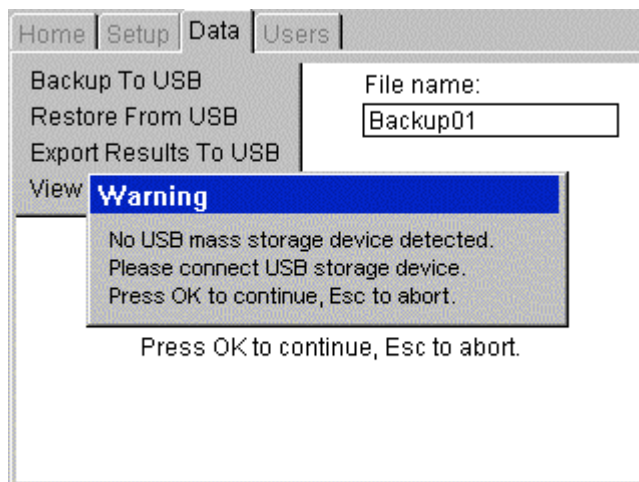 Home Setup Data Users
Backup To USB
Restore From USB
Export Results To USB
View
File name:
Backup01
Warning
No USB mass storage device detected.
Please connect USB storage device.
Press OK to continue, Esc to abort.
Press OK to continue, Esc to abort.